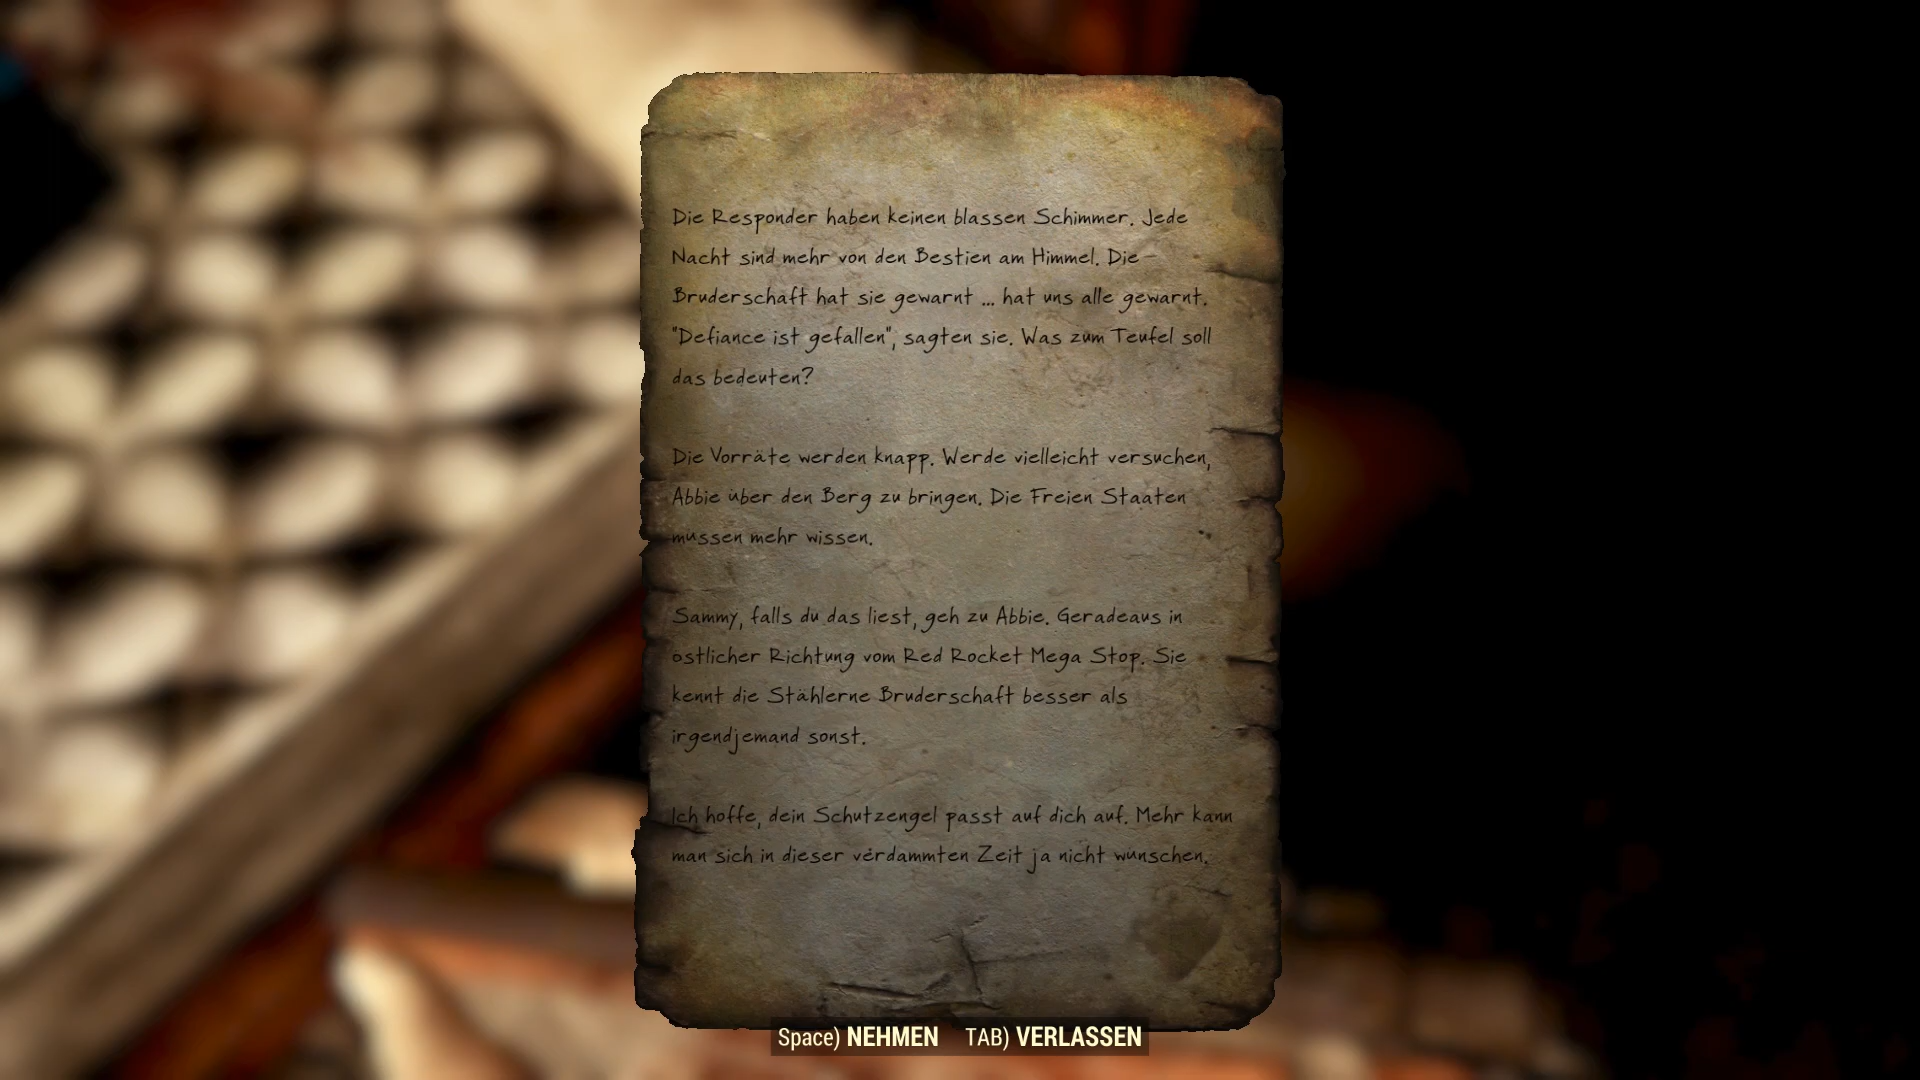 Die Responder haben keinen blassen Schimmer. Jede
Nacht sind mehr von den Bestien am Himmel. Die
Bruderschaft hat sie gewarnt ... hat uns alle gewarnt.
"Defiance ist gefallen", sagten sie. Was zum Teufel soll
das bedeuten?
Die Vorräte werden knapp. Werde vielleicht versuchen,
Abbie über den Berg zu bringen. Die Freien Staaten
müssen mehr wissen.
Sammy, falls du das liest, geh zu Abbie. Geradeaus in
östlicher Richtung vom Red Rocket Mega Stop. Sie
kennt die Stählerne Bruderschaft besser als
irgendjemand sonst.
Ich hoffe, dein Schutzengel passt auf dich auf. Mehr kann
man sich in dieser verdammten Zeit ja nicht wünschen.
Space) NEHMEN TAB) VERLASSEN